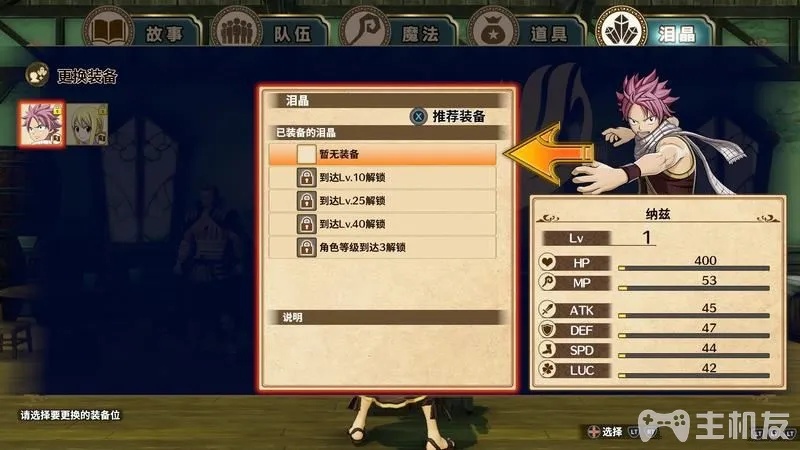 故事
队伍
魔法
道具
泪晶
更换装备
泪晶
X 推荐装备
已装备的泪晶
暂无装备
到达Lv.10解锁
到达Lv.25解锁
到达Lv.40解锁
角色等级到达3解锁
说明
纳兹
Lv 1
HP 400
MP 53
ATK 45
DEF 47
SPD 44
LUC 42
请选择要更换的装备位
选择
主机友